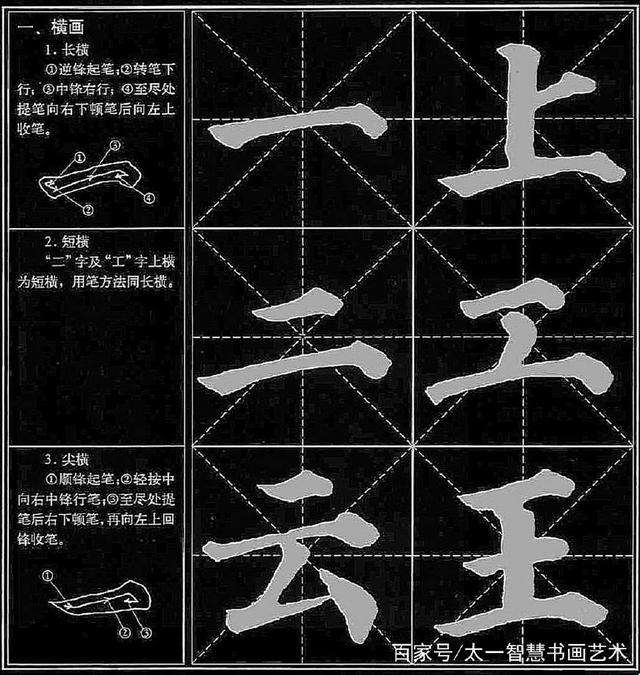 一、横画
1. 长横
①逆锋起笔;②转笔下
行;③中锋右行;④至尽处
提笔向右下顿笔后向左上
收笔。
①
③
②
④
一
上
2. 短横
“二”字及“工”字上横
为短横,用笔方法同长横。
二
工
3. 尖横
①顺锋起笔;②轻按中
向右中锋行笔;③至尽处提
笔后右下顿笔,再向左上回
锋收笔。
①
②
③
云
王
百家号/太一智慧书画艺术